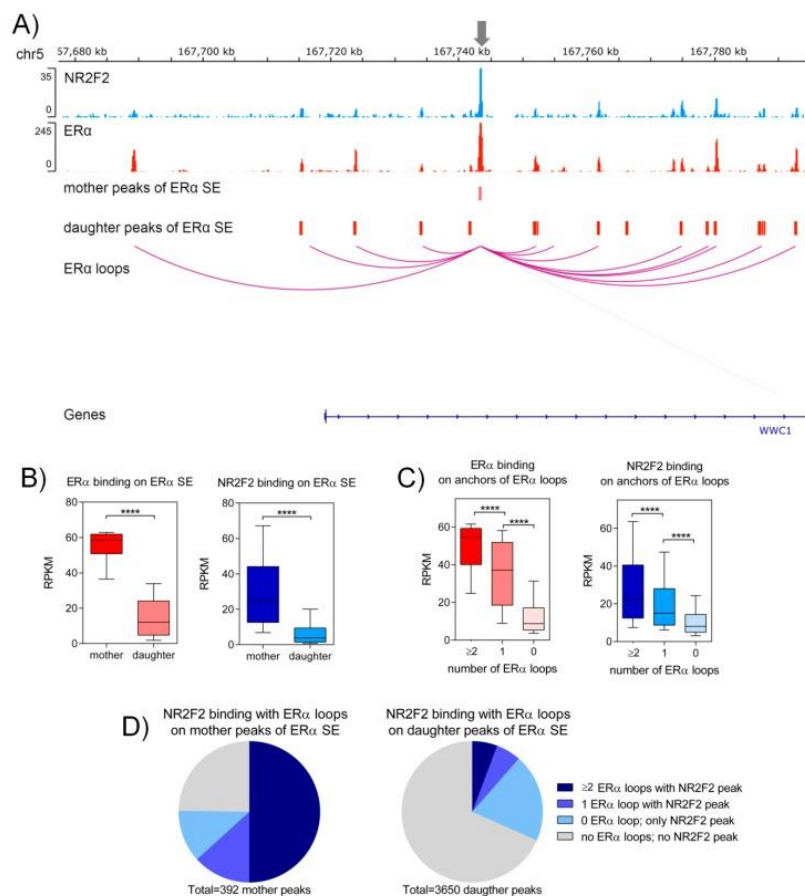 A)
chr5
57,680 kb 167,700 kb 167,720 kb 167,740 kb 167,760 kb 167,780 kb
35
NR2F2
0
245
ERα
0
mother peaks of ERα SE
daughter peaks of ERα SE
ERα loops
Genes
WWC1
B)
ERα binding on ERα SE
RPKM
80
60
40
20
0
****
mother daughter
NR2F2 binding on ERα SE
RPKM
80
60
40
20
0
****
mother daughter
C)
ERα binding
on anchors of ERα loops
RPKM
80
60
40
20
0
**** ****
≥2 1 0
number of ERα loops
NR2F2 binding
on anchors of ERα loops
RPKM
80
60
40
20
0
**** ****
≥2 1 0
number of ERα loops
D)
NR2F2 binding with ERα loops
on mother peaks of ERα SE
Total=392 mother peaks
NR2F2 binding with ERα loops
on daughter peaks of ERα SE
Total=3650 daugther peaks
≥2 ERα loops with NR2F2 peak
1 ERα loop with NR2F2 peak
0 ERα loop; only NR2F2 peak
no ERα loops; no NR2F2 peak